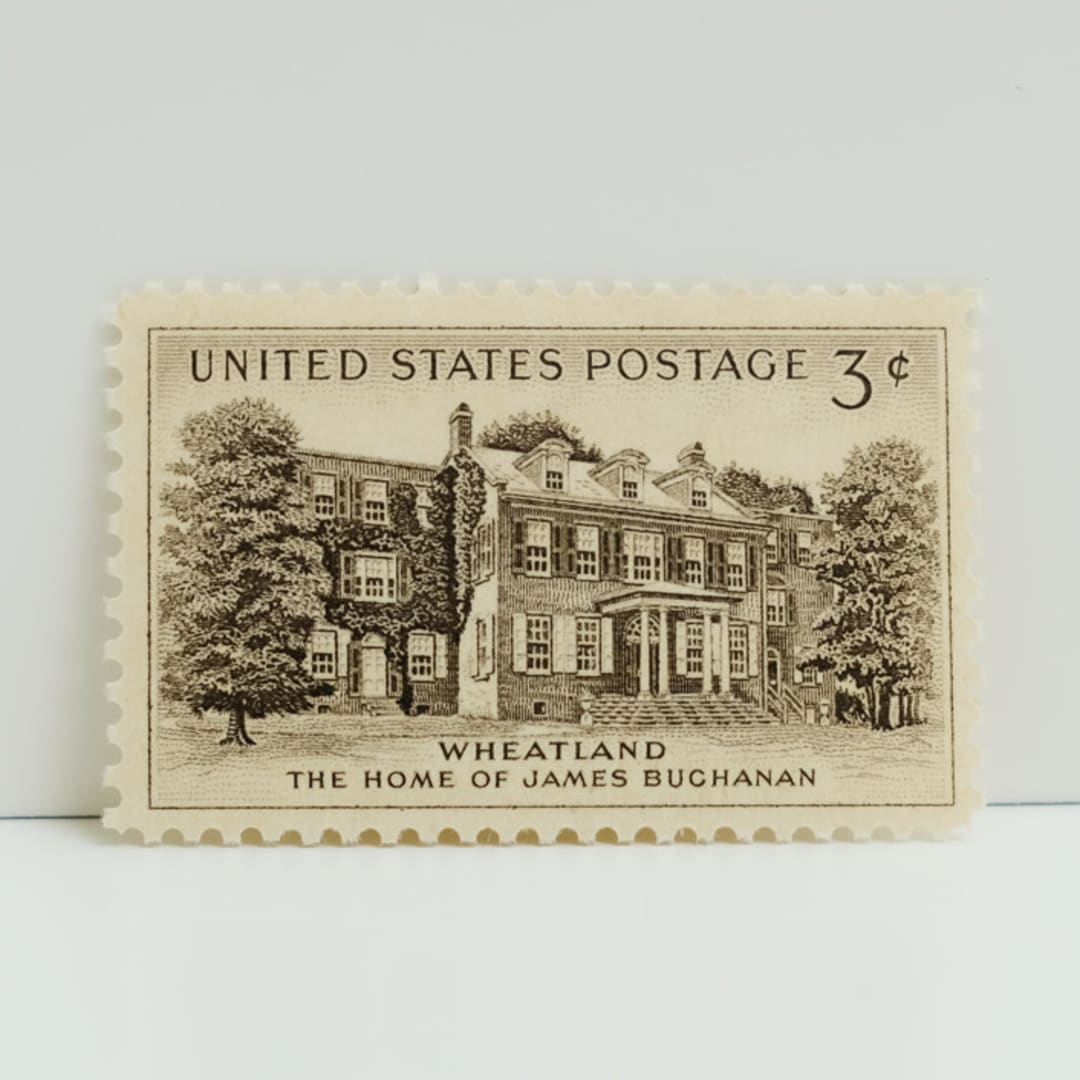 UNITED STATES POSTAGE 3¢
WHEATLAND
THE HOME OF JAMES BUCHANAN